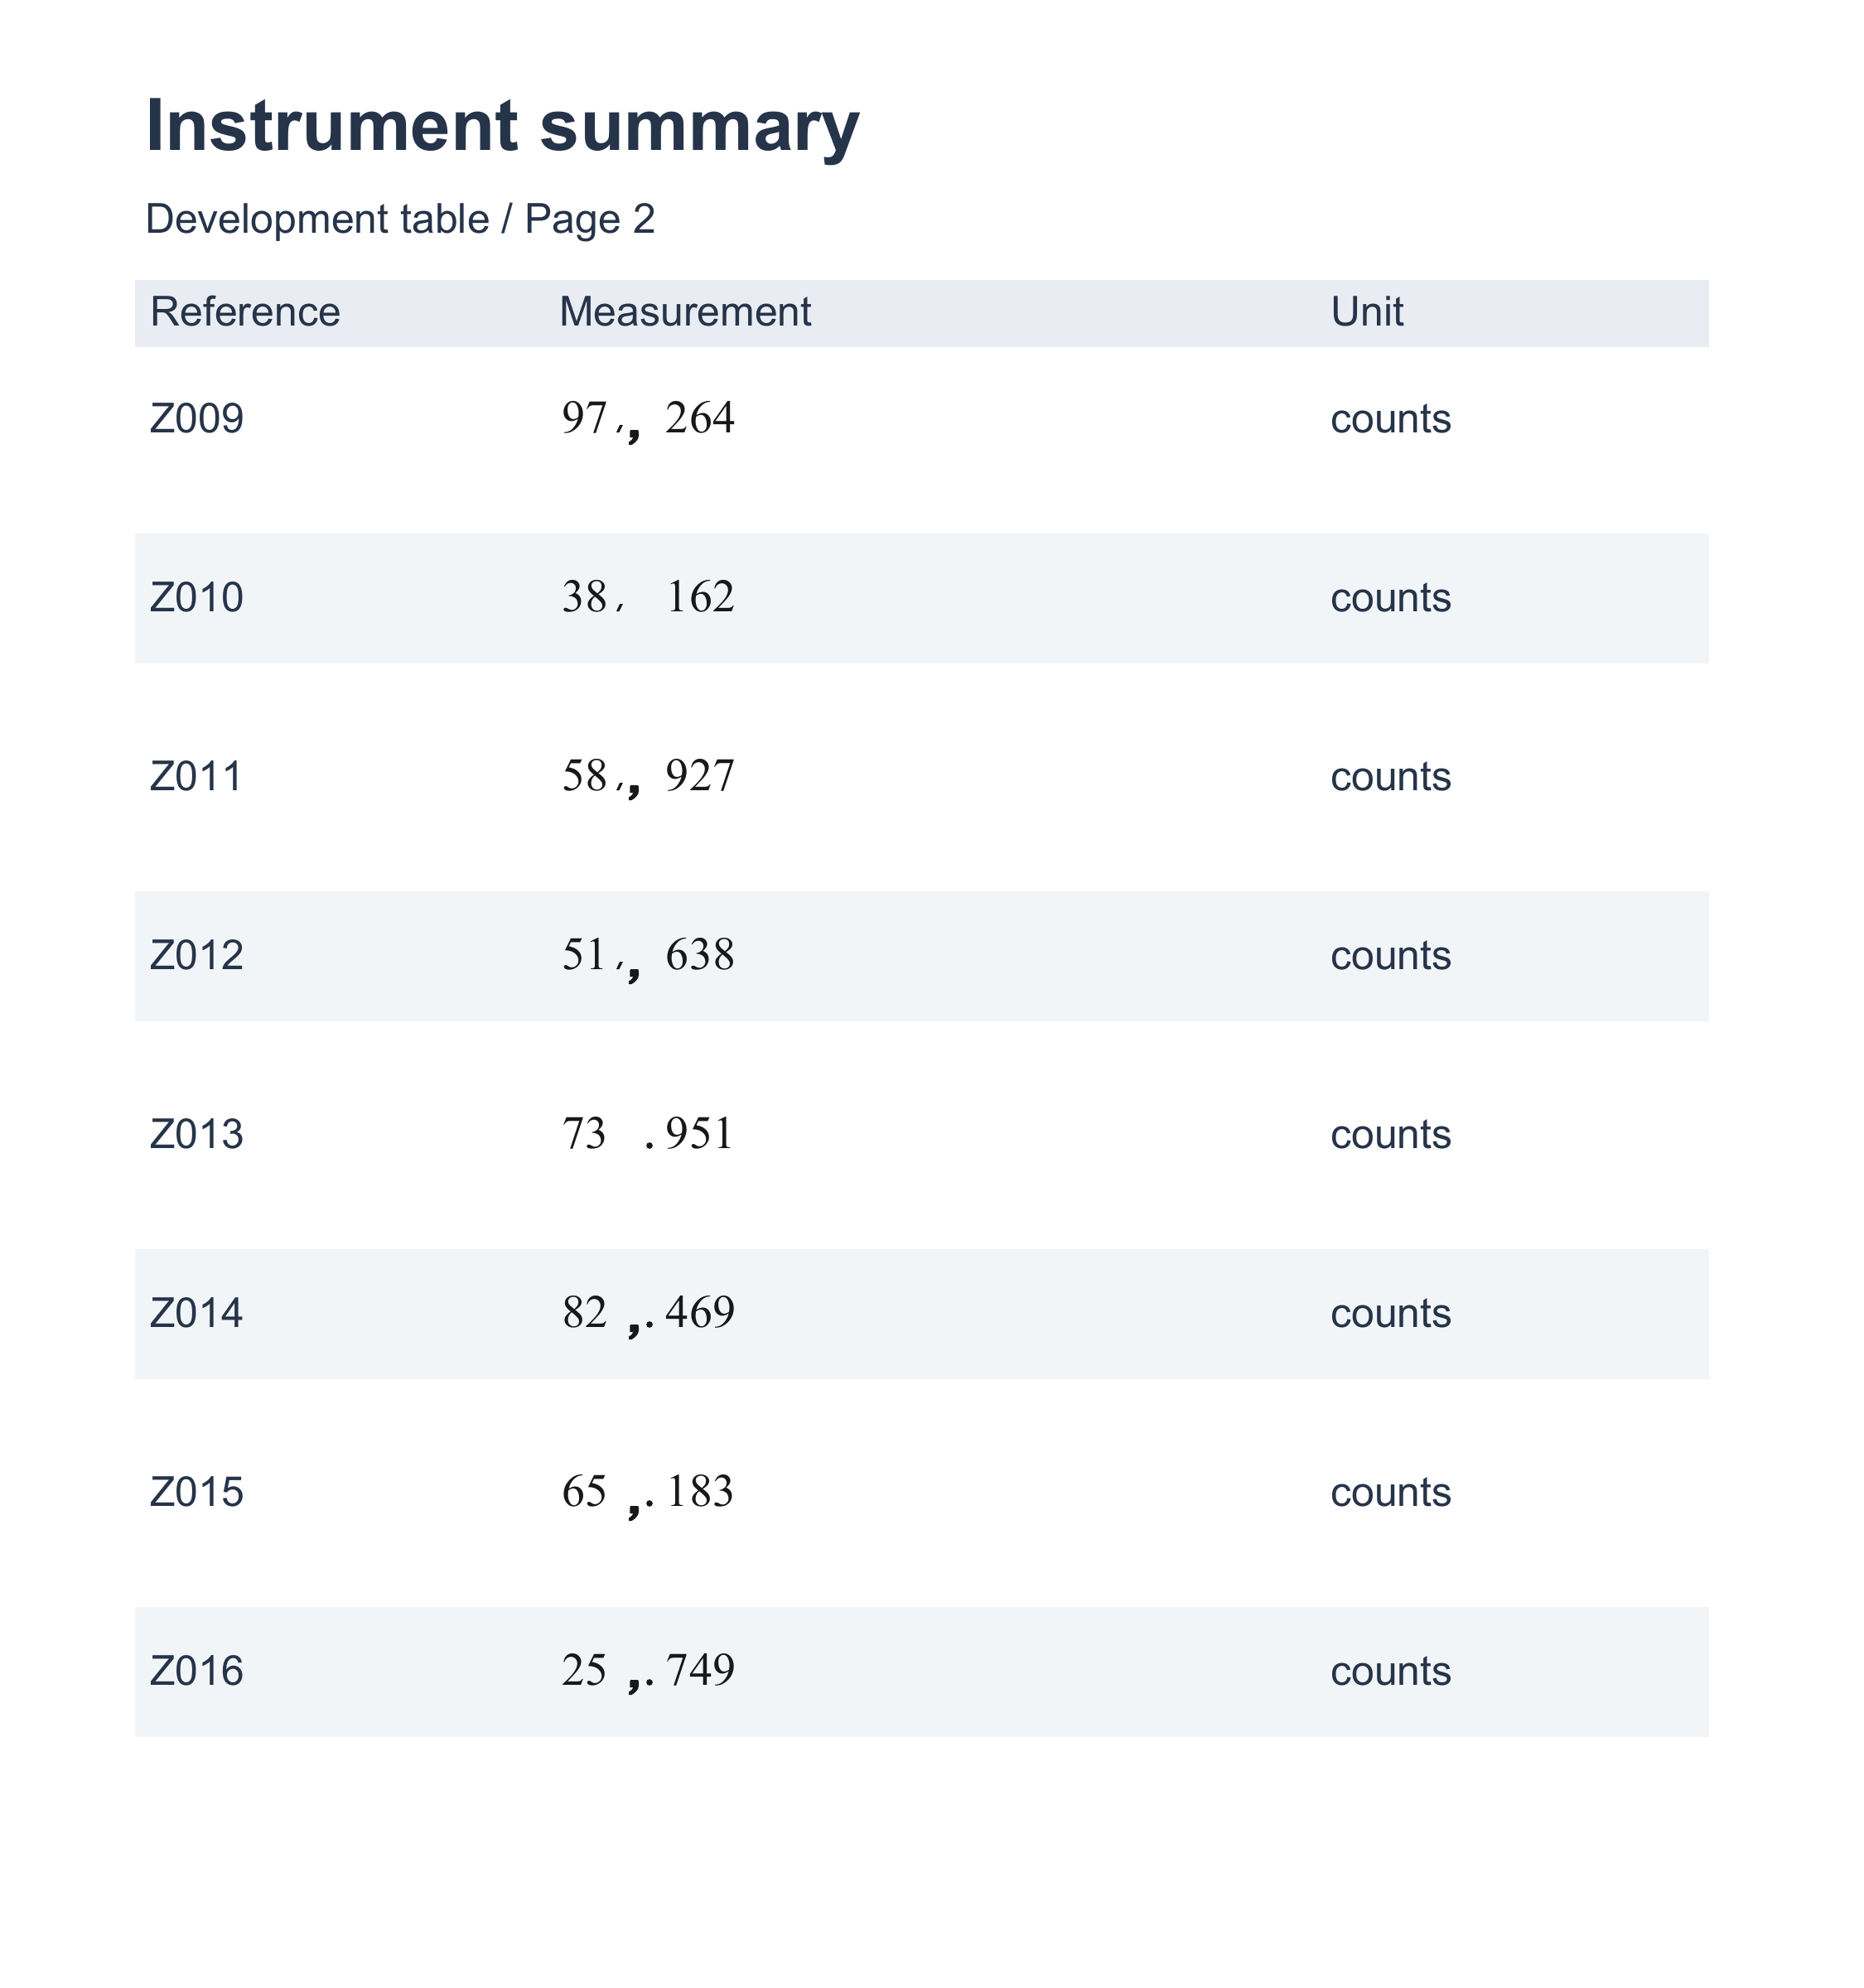 Instrument summary
Development table / Page 2
Reference Measurement Unit
Z009 97,, 264 counts
Z010 38, 162 counts
Z011 58,, 927 counts
Z012 51,, 638 counts
Z013 73 .951 counts
Z014 82 ,.469 counts
Z015 65 ,.183 counts
Z016 25 ,.749 counts